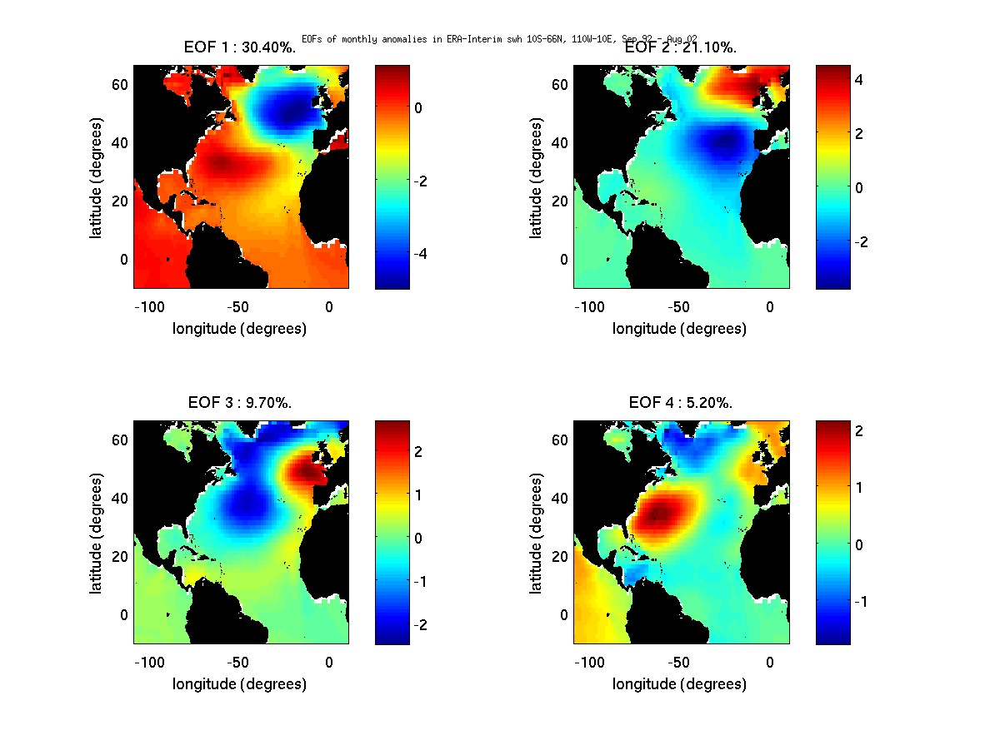 EOFs of monthly anomalies in ERA-Interim swh 10S-66N, 110W-10E, Sep 92 - Aug 02
EOF 1 : 30.40%.
60
40
20
0
latitude (degrees)
-100 -50 0
longitude (degrees)
0
-2
-4
EOF 2 : 21.10%.
60
40
20
0
latitude (degrees)
-100 -50 0
longitude (degrees)
4
2
0
-2
EOF 3 : 9.70%.
60
40
20
0
latitude (degrees)
-100 -50 0
longitude (degrees)
2
1
0
-1
-2
EOF 4 : 5.20%.
60
40
20
0
latitude (degrees)
-100 -50 0
longitude (degrees)
2
1
0
-1